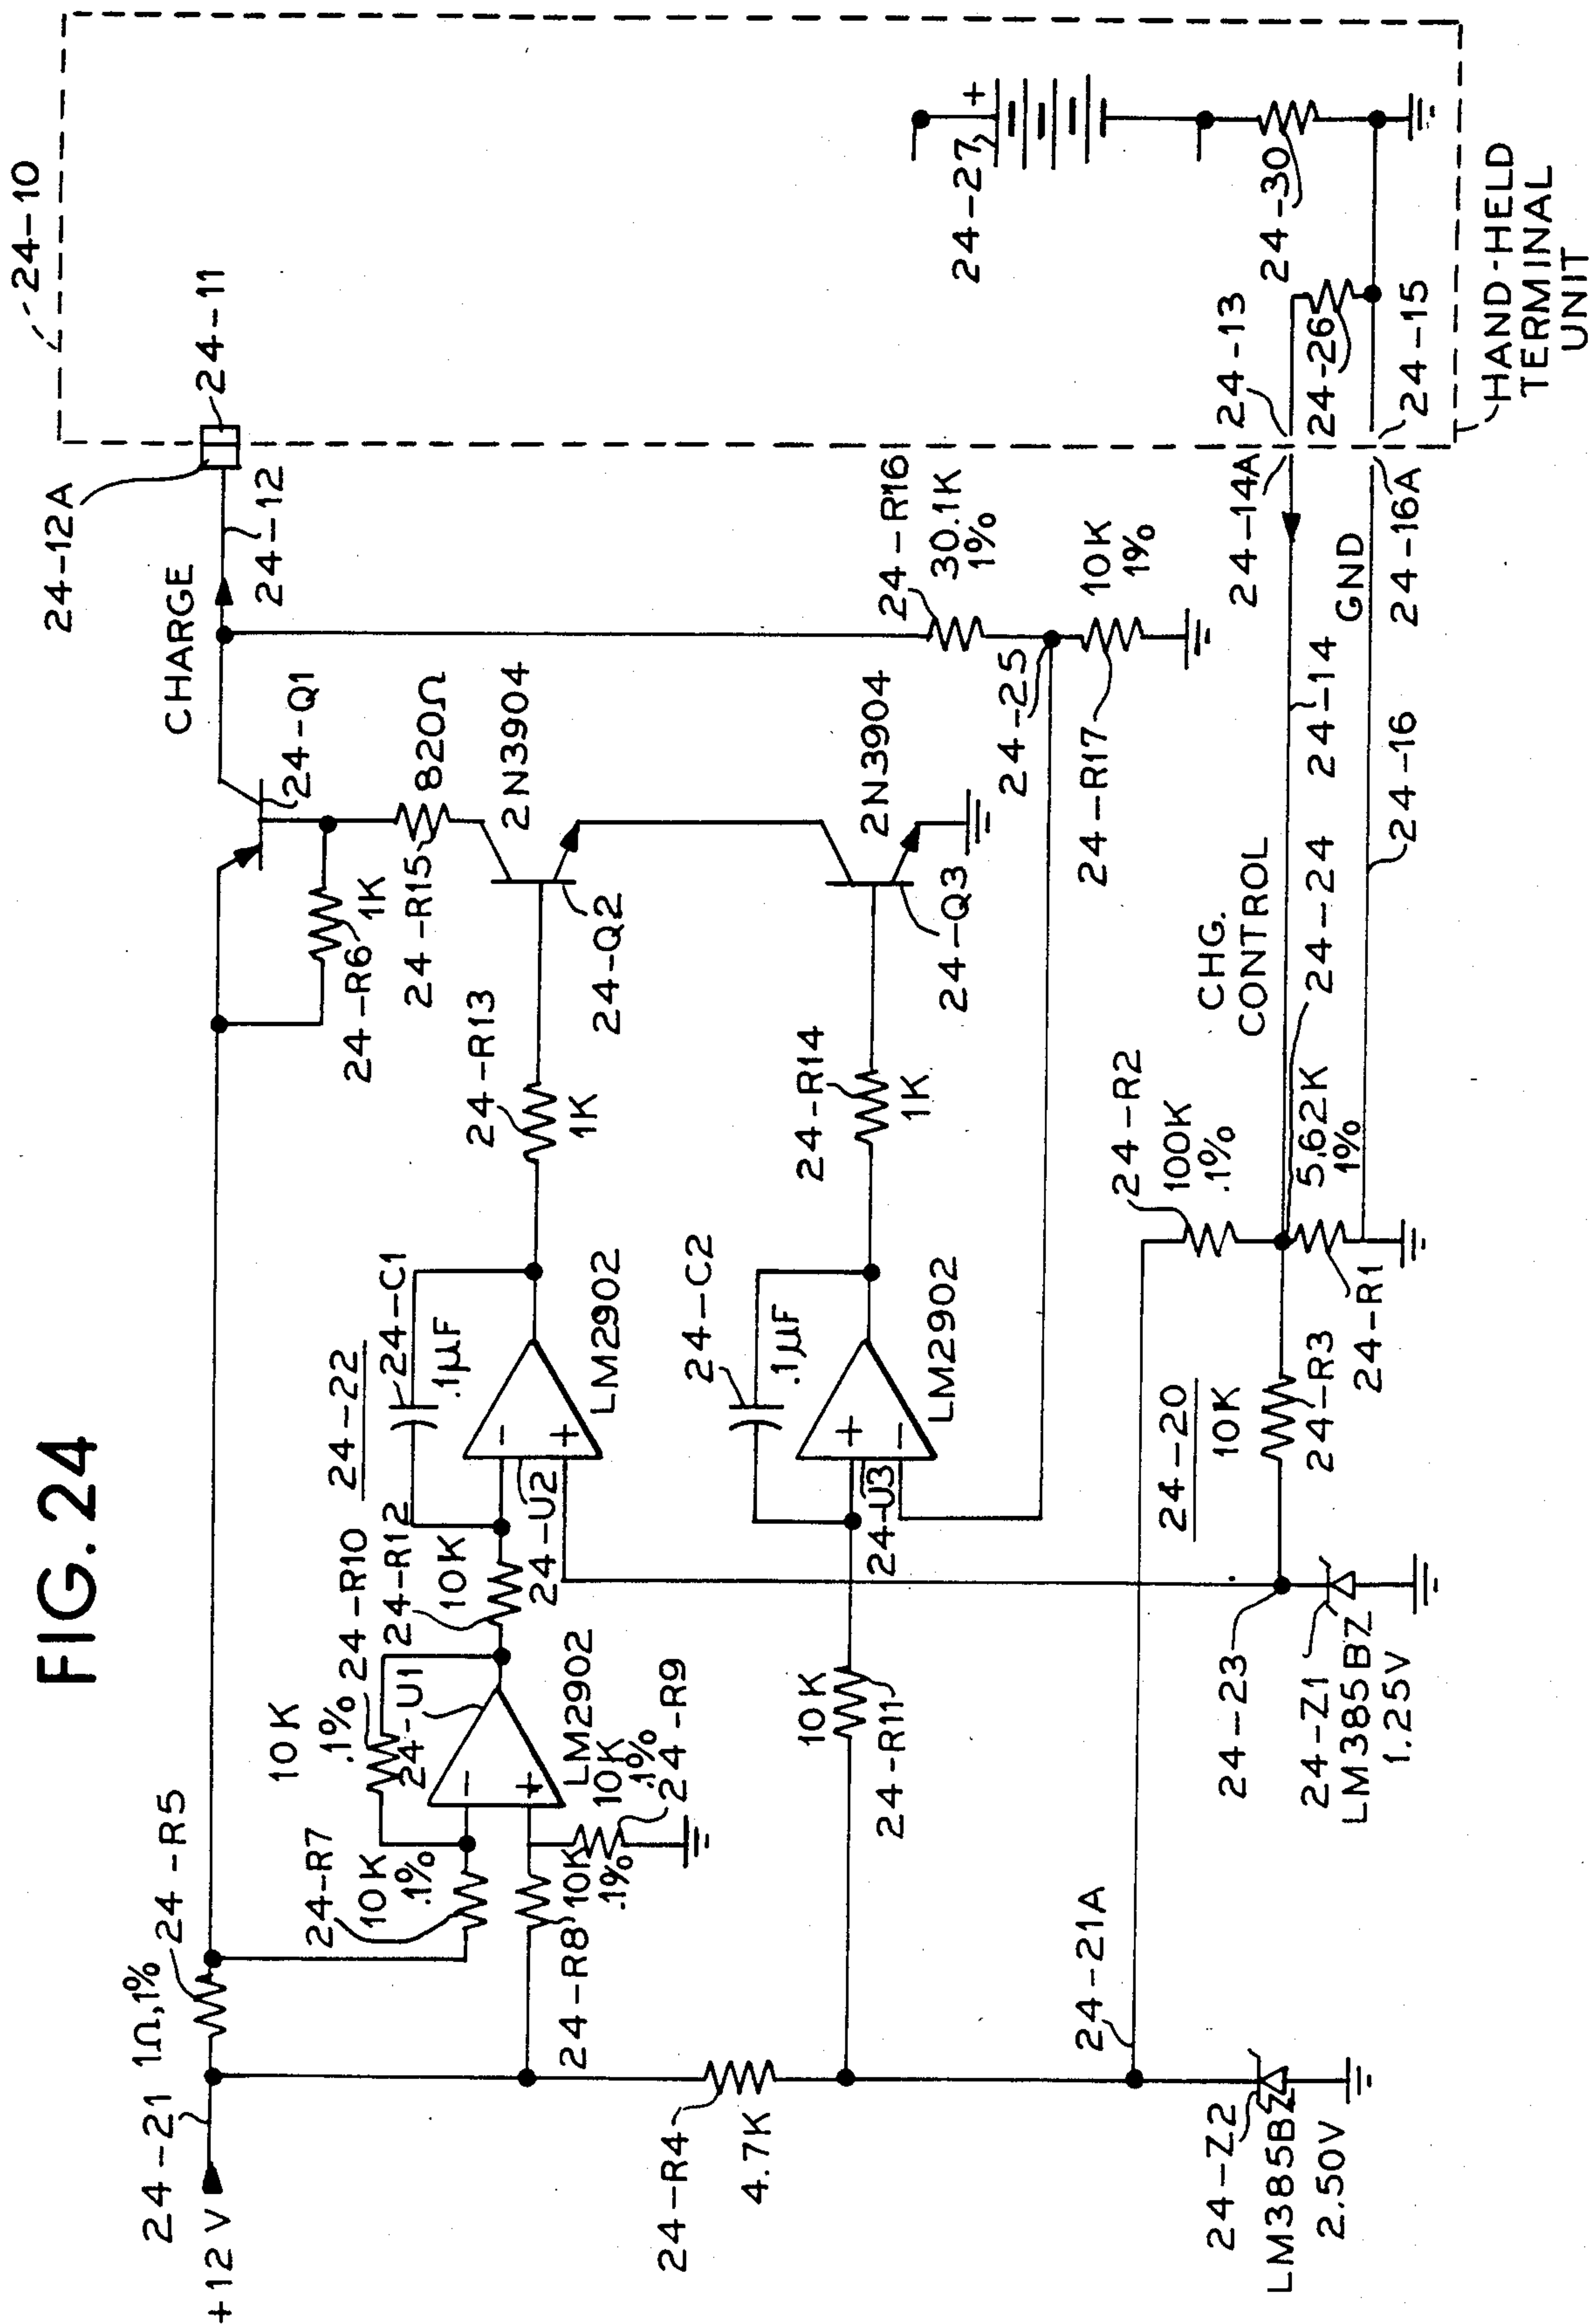 FIG. 24
24-10
24-11
24-12A
24-12
CHARGE
24-Q1
24-R6
1K
24-R15
820Ω
2N3904
24-Q2
24-R13
1K
24-22
24-C1
.1µF
LM2902
24-U2
24-R12
10K
24-R10
10K
.1%
24-U1
LM2902
24-R7
10K
.1%
24-R8
10K
.1%
24-R9
10K
.1%
24-R5
1Ω,1%
24-21
+12V
24-R4
4.7K
24-R11
10K
24-U3
24-C2
.1µF
LM2902
24-R14
1K
2N3904
24-Q3
24-R16
30.1K
1%
24-25
24-R17
10K
1%
24-27
+
24-30
24-26
24-13
24-14A
24-15
24-16A
GND
24-14
24-16
CHG.
CONTROL
24-24
24-R2
100K
.1%
5.62K
1%
24-R1
24-20
10K
24-R3
24-23
24-Z1
LM385BZ
1.25V
24-21A
24-Z2
LM385BZ
2.50V
HAND-HELD
TERMINAL
UNIT